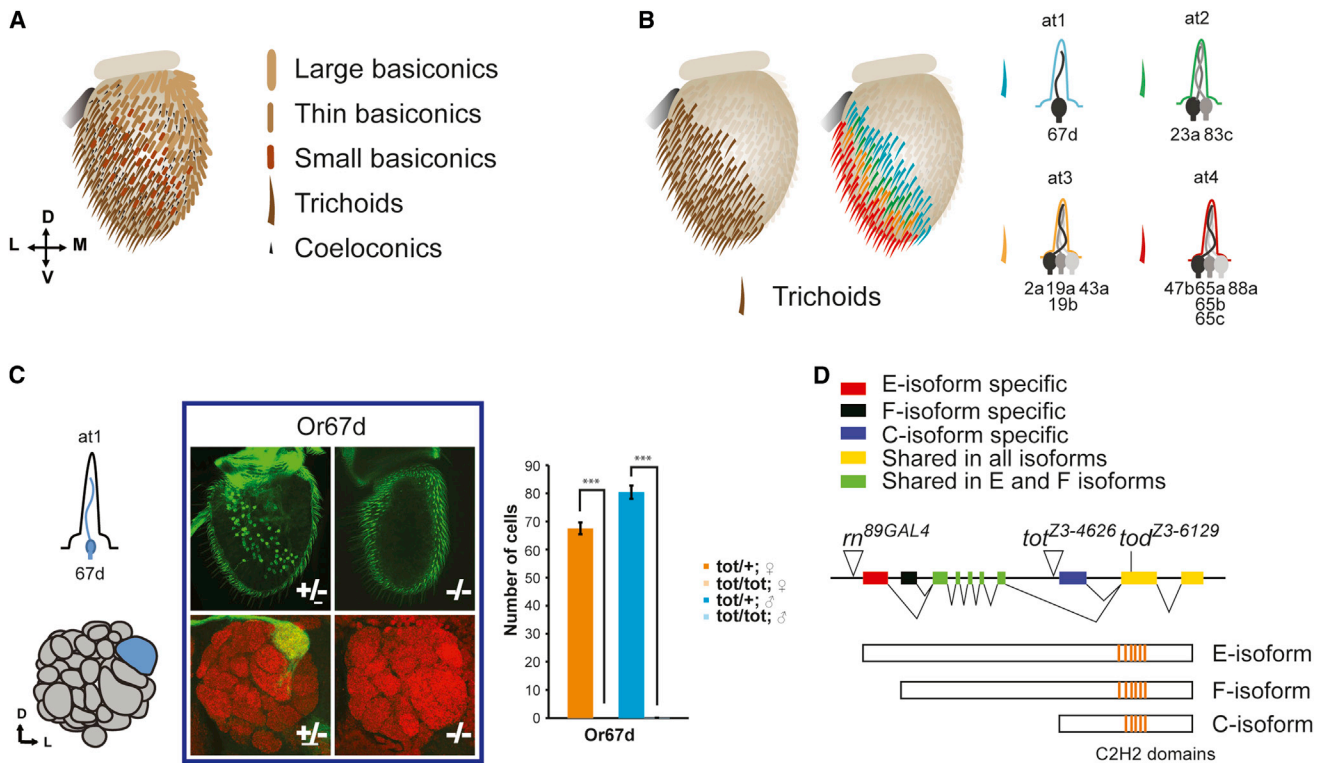 A
Large basiconics
Thin basiconics
Small basiconics
Trichoids
Coeloconics
D
L M
V
B
at1
67d
at2
23a 83c
at3
2a 19a 43a
19b
at4
47b 65a 88a
65b
65c
Trichoids
C
at1
67d
D
L
Or67d
+/-
-/-
+/-
-/-
Number of cells
90
80
70
60
50
40
30
20
10
0
***
***
Or67d
tot/+; ♀
tot/tot; ♀
tot/+; ♂
tot/tot; ♂
D
E-isoform specific
F-isoform specific
C-isoform specific
Shared in all isoforms
Shared in E and F isoforms
rn89GAL4
totZ3-4626
todZ3-6129
E-isoform
F-isoform
C-isoform
C2H2 domains